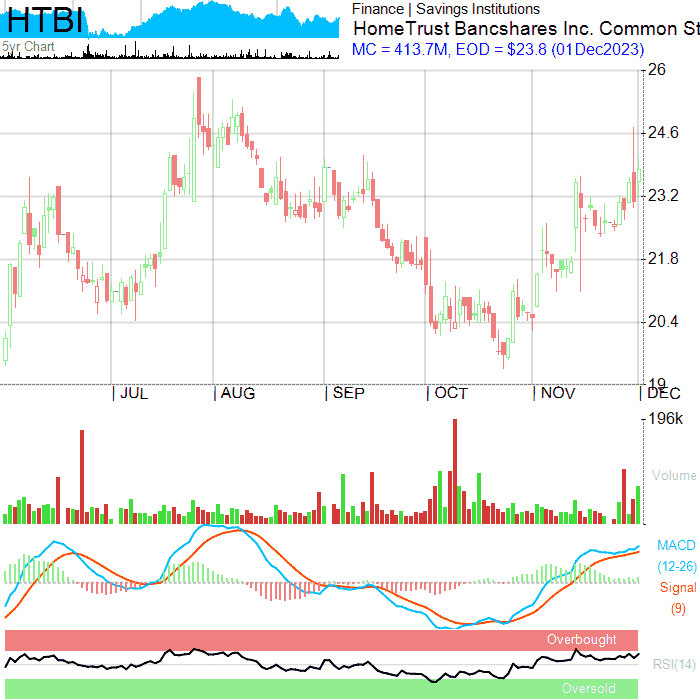 HTBI
5yr Chart
Finance | Savings Institutions
HomeTrust Bancshares Inc. Common St
MC = 413.7M, EOD = $23.8 (01Dec2023)
26
24.6
23.2
21.8
20.4
19
JUL AUG SEP OCT NOV DEC
196k
Volume
MACD
(12-26)
Signal
(9)
Overbought
RSI(14)
Oversold